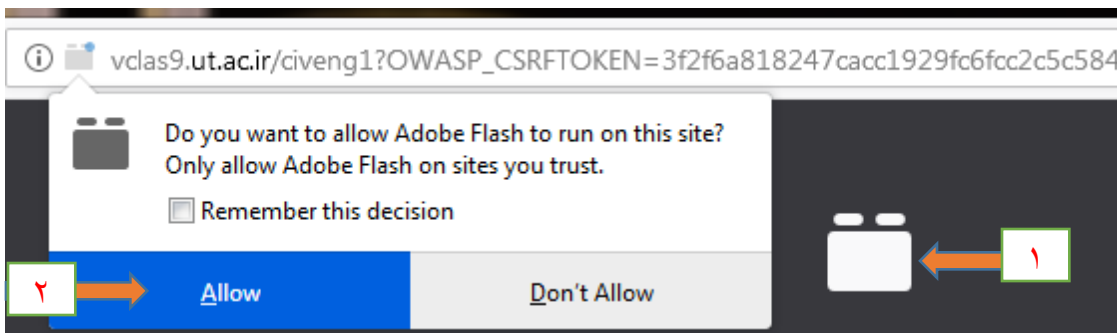 vclas9.ut.ac.ir/civeng1?OWASP_CSRFTOKEN=3f2f6a818247cacc1929fc6fcc2c5c584
Do you want to allow Adobe Flash to run on this site?
Only allow Adobe Flash on sites you trust.
Remember this decision
۱
۲
Allow
Don't Allow